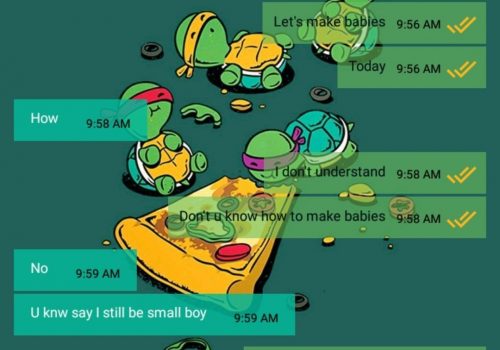 Let's make babies 9:56 AM
Today 9:56 AM
How 9:58 AM
I don't understand 9:58 AM
Don't u know how to make babies 9:58 AM
No 9:59 AM
U knw say I still be small boy 9:59 AM